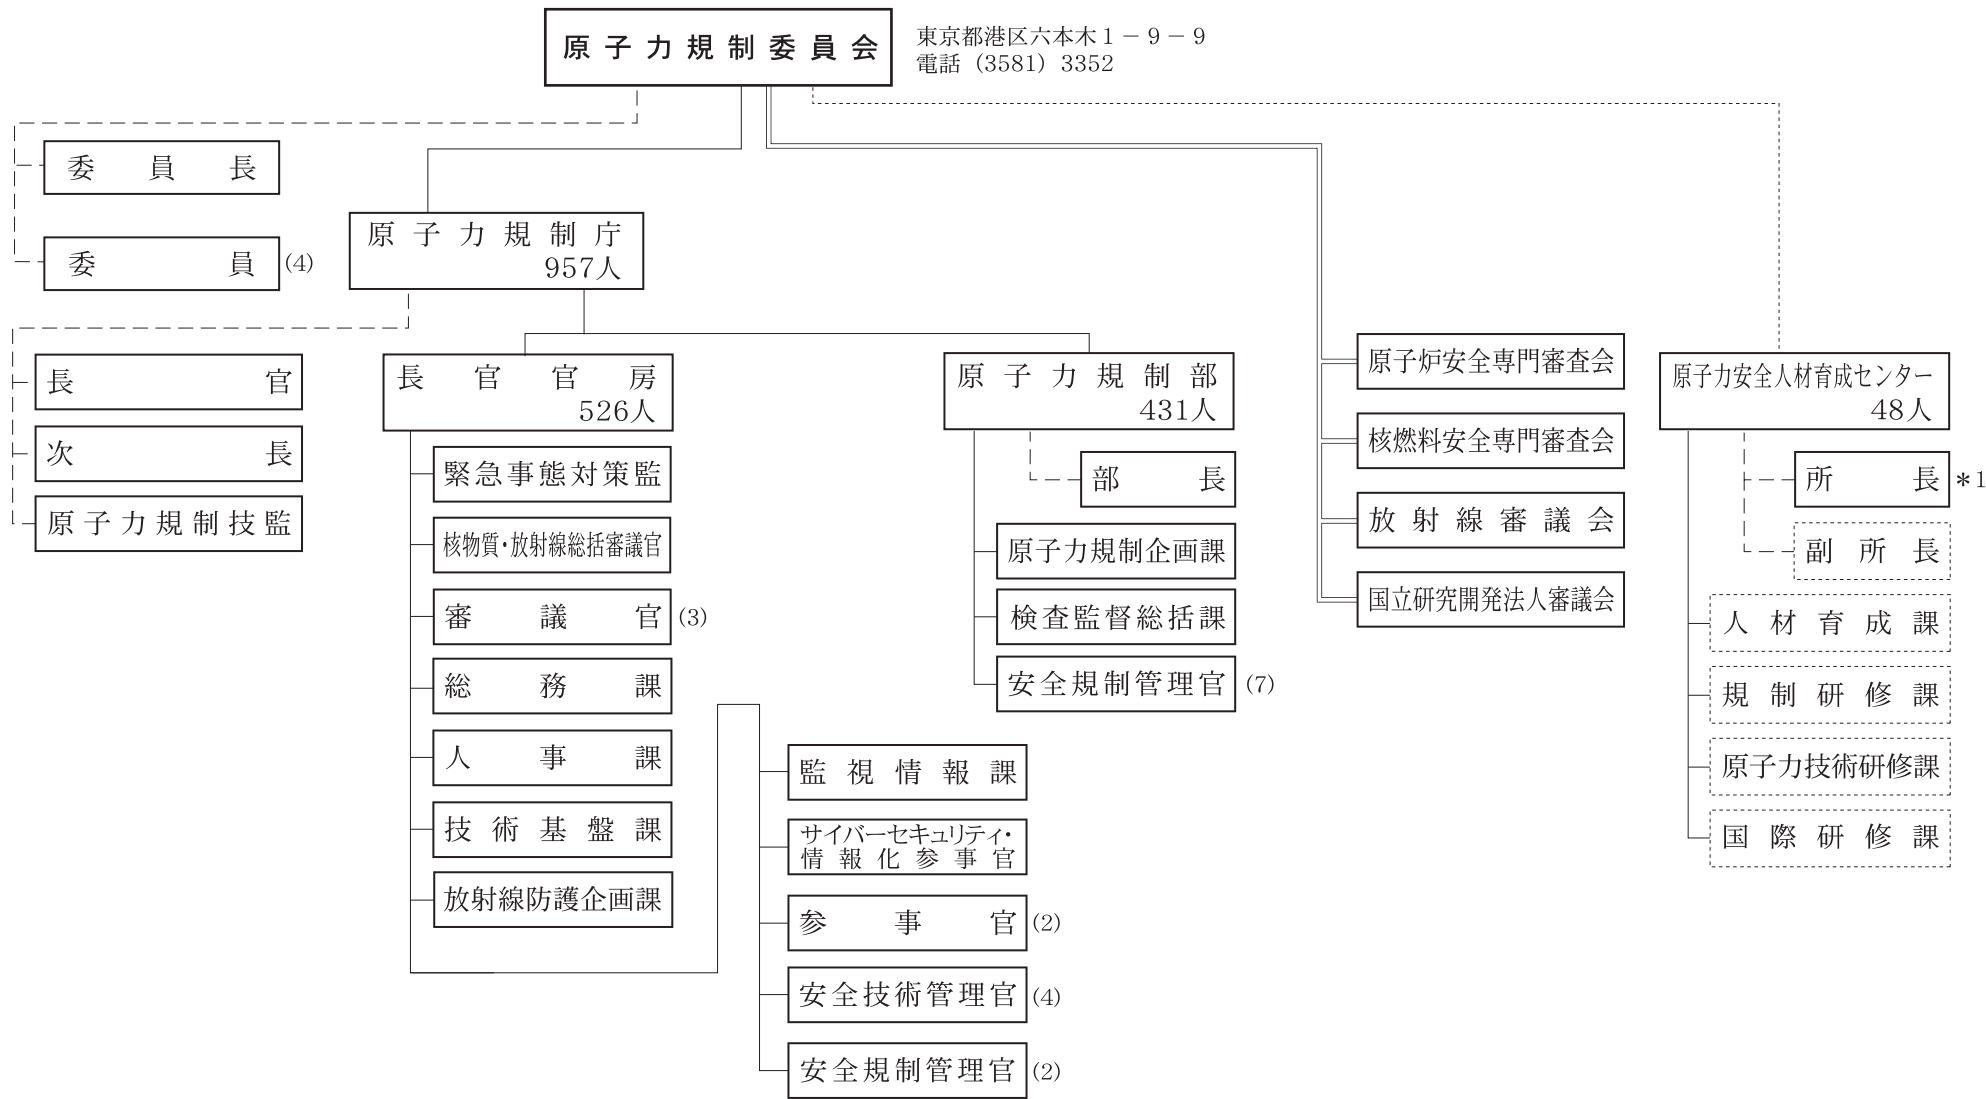 原子力規制委員会
東京都港区六本木1－9－9
電話（3581）3352
委員長
委員(4)
原子力規制庁
957人
長官
次長
原子力規制技監
長官官房
526人
緊急事態対策監
核物質・放射線総括審議官
審議官(3)
総務課
人事課
技術基盤課
放射線防護企画課
監視情報課
サイバーセキュリティ・
情報化参事官
参事官(2)
安全技術管理官(4)
安全規制管理官(2)
原子力規制部
431人
部長
原子力規制企画課
検査監督総括課
安全規制管理官(7)
原子炉安全専門審査会
核燃料安全専門審査会
放射線審議会
国立研究開発法人審議会
原子力安全人材育成センター
48人
所長＊1
副所長
人材育成課
規制研修課
原子力技術研修課
国際研修課